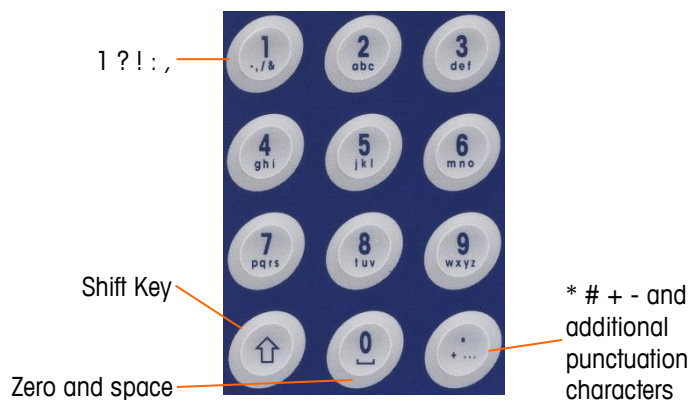 1 ? ! : ,
1
-,/&
2
abc
3
def
4
ghi
5
jkl
6
mno
7
pqrs
8
tuv
9
wxyz
Shift Key
* # + - and
additional
punctuation
characters
0
.
+ ...
Zero and space